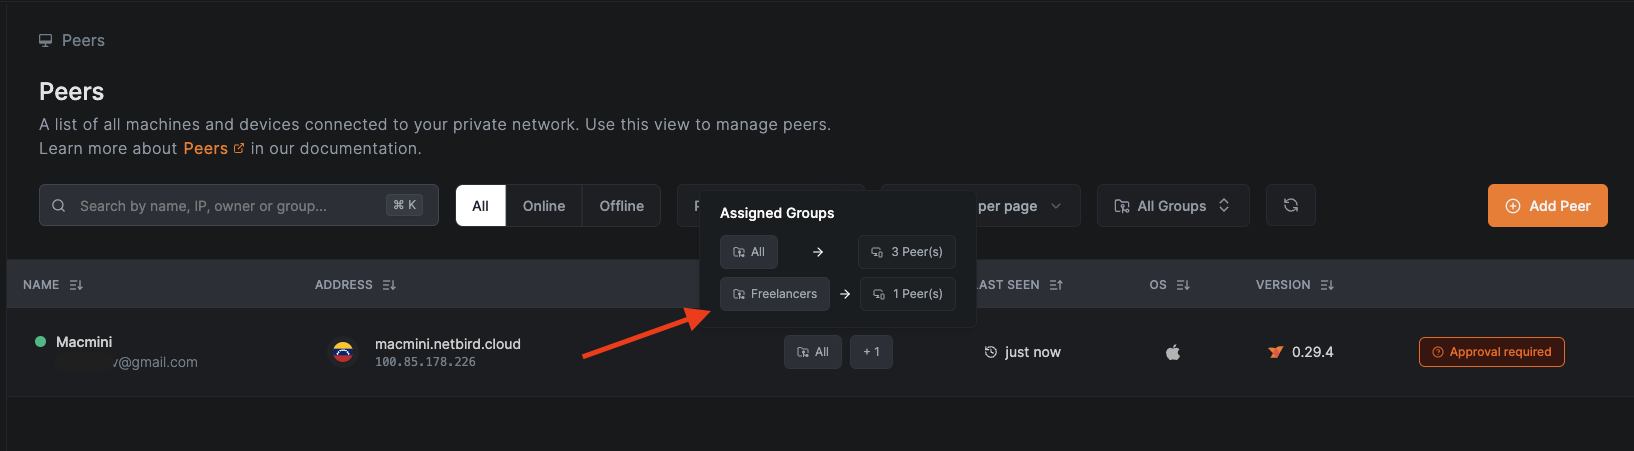 Peers
Peers
A list of all machines and devices connected to your private network. Use this view to manage peers.
Learn more about Peers in our documentation.
Search by name, IP, owner or group...
⌘ K
All
Online
Offline
per page
All Groups
Add Peer
Assigned Groups
All → 3 Peer(s)
Freelancers → 1 Peer(s)
NAME
ADDRESS
AST SEEN
OS
VERSION
Macmini
v@gmail.com
macmini.netbird.cloud
100.85.178.226
All
+ 1
just now
0.29.4
Approval required